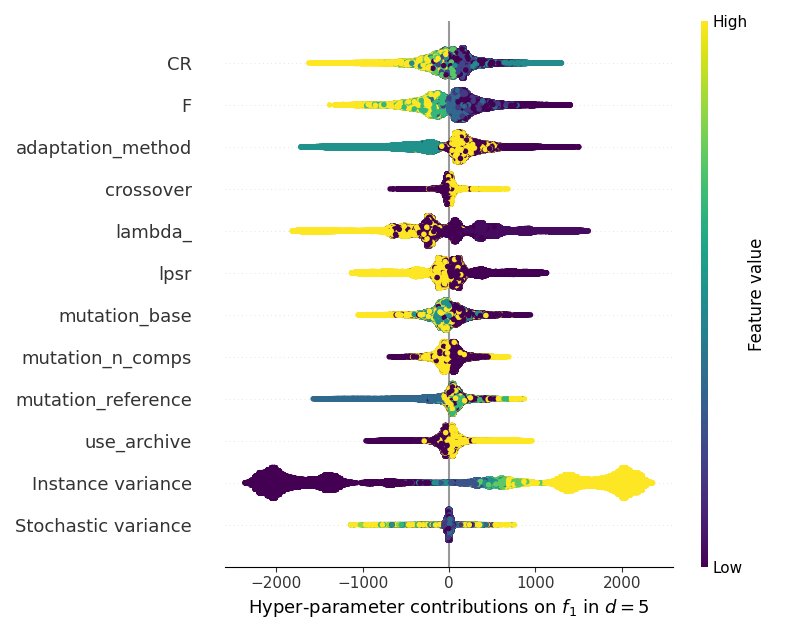 High
CR
F
adaptation_method
crossover
lambda_
lpsr
mutation_base
mutation_n_comps
mutation_reference
use_archive
Instance variance
Stochastic variance
Feature value
Low
−2000 −1000 0 1000 2000
Hyper-parameter contributions on f₁ in d = 5